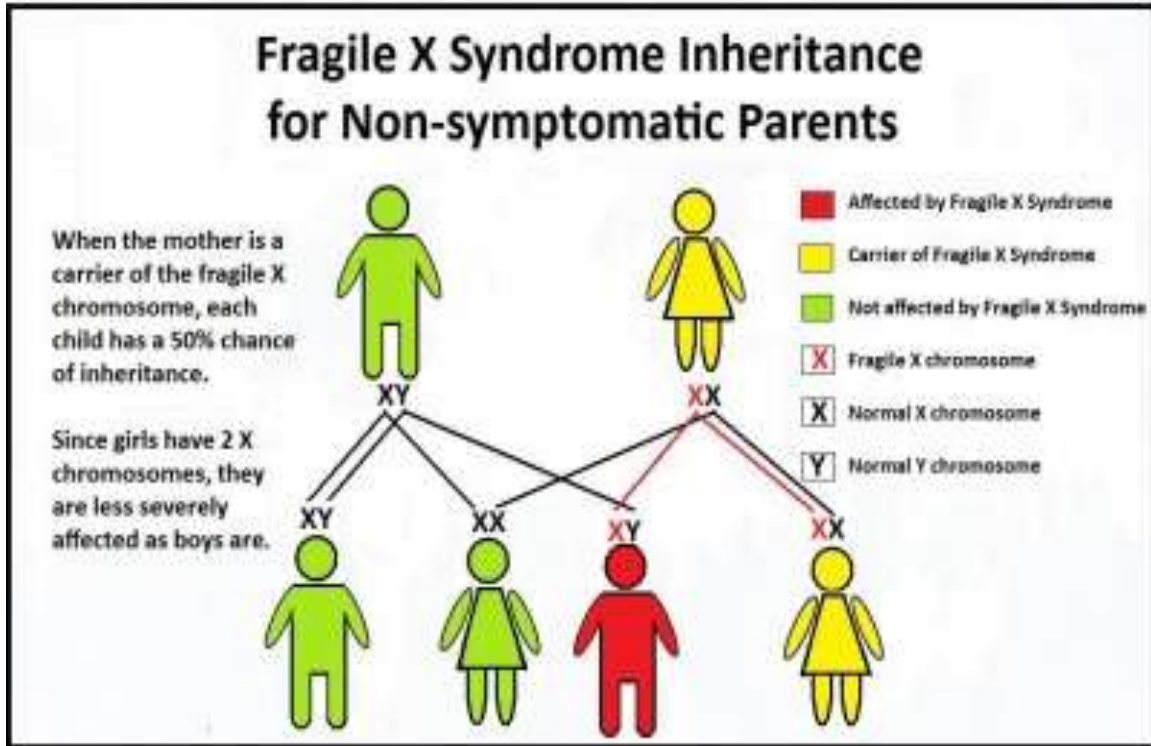 Fragile X Syndrome Inheritance
for Non-symptomatic Parents
When the mother is a
carrier of the fragile X
chromosome, each
child has a 50% chance
of inheritance.
Since girls have 2 X
chromosomes, they
are less severely
affected as boys are.
Affected by Fragile X Syndrome
Carrier of Fragile X Syndrome
Not affected by Fragile X Syndrome
X Fragile X chromosome
X Normal X chromosome
Y Normal Y chromosome
XY
XX
XY
XX
XY
XX